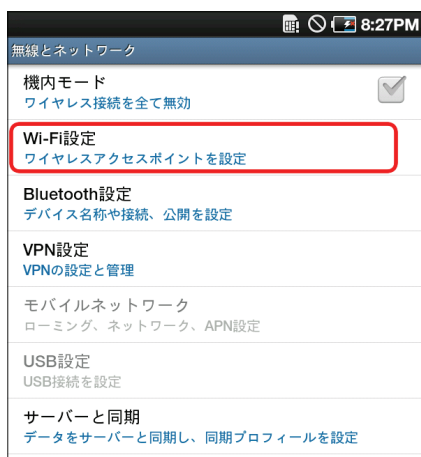 8:27PM
無線とネットワーク
機内モード
ワイヤレス接続を全て無効
Wi-Fi設定
ワイヤレスアクセスポイントを設定
Bluetooth設定
デバイス名称や接続、公開を設定
VPN設定
VPNの設定と管理
モバイルネットワーク
ローミング、ネットワーク、APN設定
USB設定
USB接続を設定
サーバーと同期
データをサーバーと同期し、同期プロフィールを設定